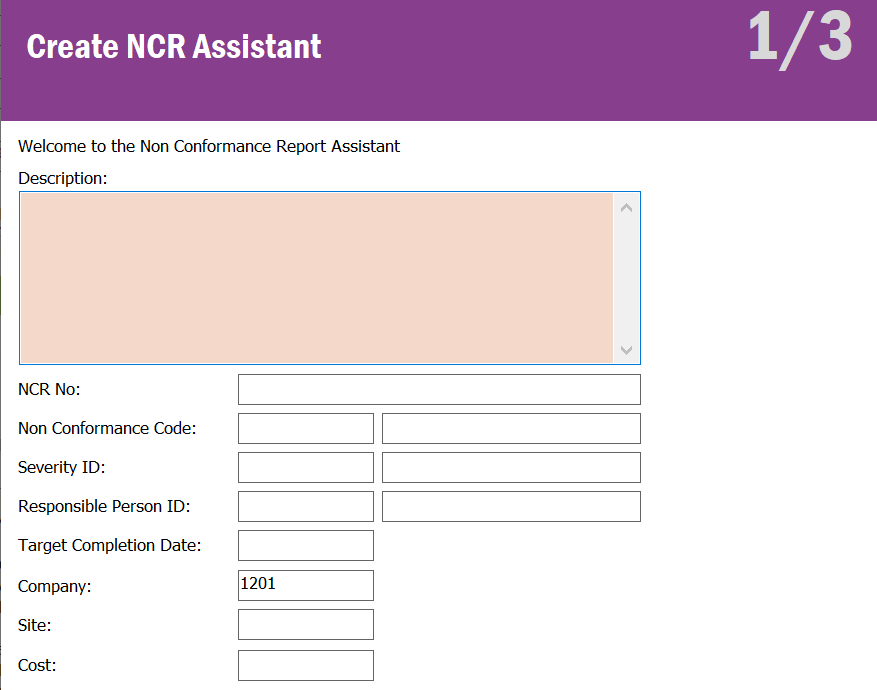 Create NCR Assistant
1/3
Welcome to the Non Conformance Report Assistant
Description:
NCR No:
Non Conformance Code:
Severity ID:
Responsible Person ID:
Target Completion Date:
Company: 1201
Site:
Cost: